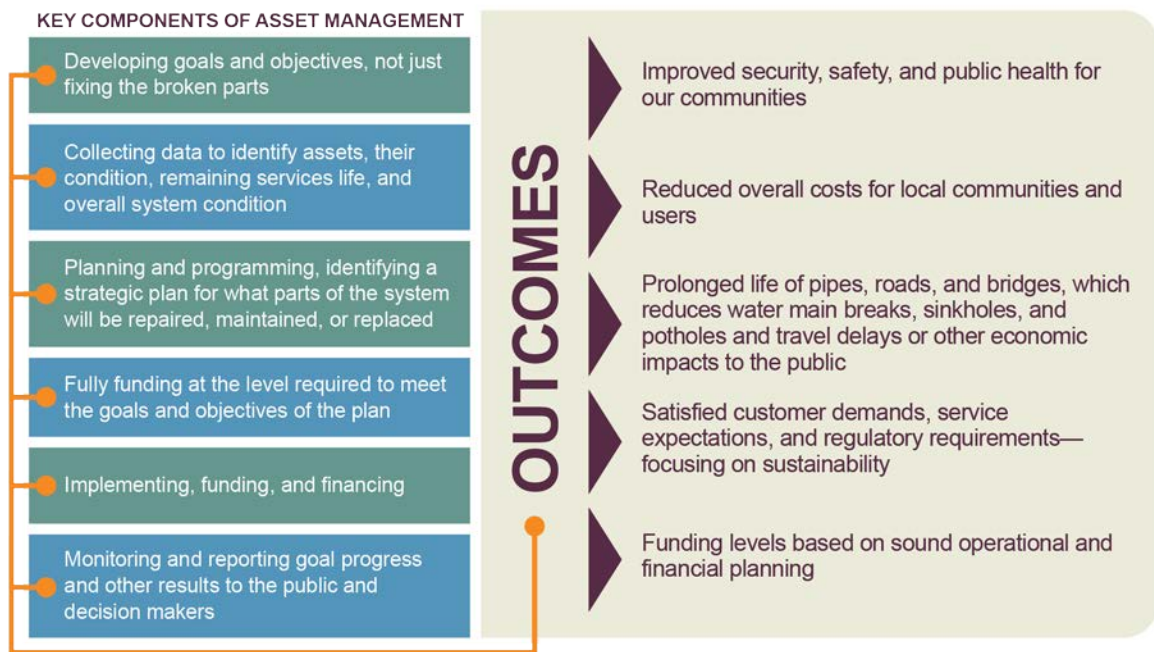 KEY COMPONENTS OF ASSET MANAGEMENT
Developing goals and objectives, not just
fixing the broken parts
Collecting data to identify assets, their
condition, remaining services life, and
overall system condition
Planning and programming, identifying a
strategic plan for what parts of the system
will be repaired, maintained, or replaced
Fully funding at the level required to meet
the goals and objectives of the plan
Implementing, funding, and financing
Monitoring and reporting goal progress
and other results to the public and
decision makers
OUTCOMES
Improved security, safety, and public health for
our communities
Reduced overall costs for local communities and
users
Prolonged life of pipes, roads, and bridges, which
reduces water main breaks, sinkholes, and
potholes and travel delays or other economic
impacts to the public
Satisfied customer demands, service
expectations, and regulatory requirements—
focusing on sustainability
Funding levels based on sound operational and
financial planning